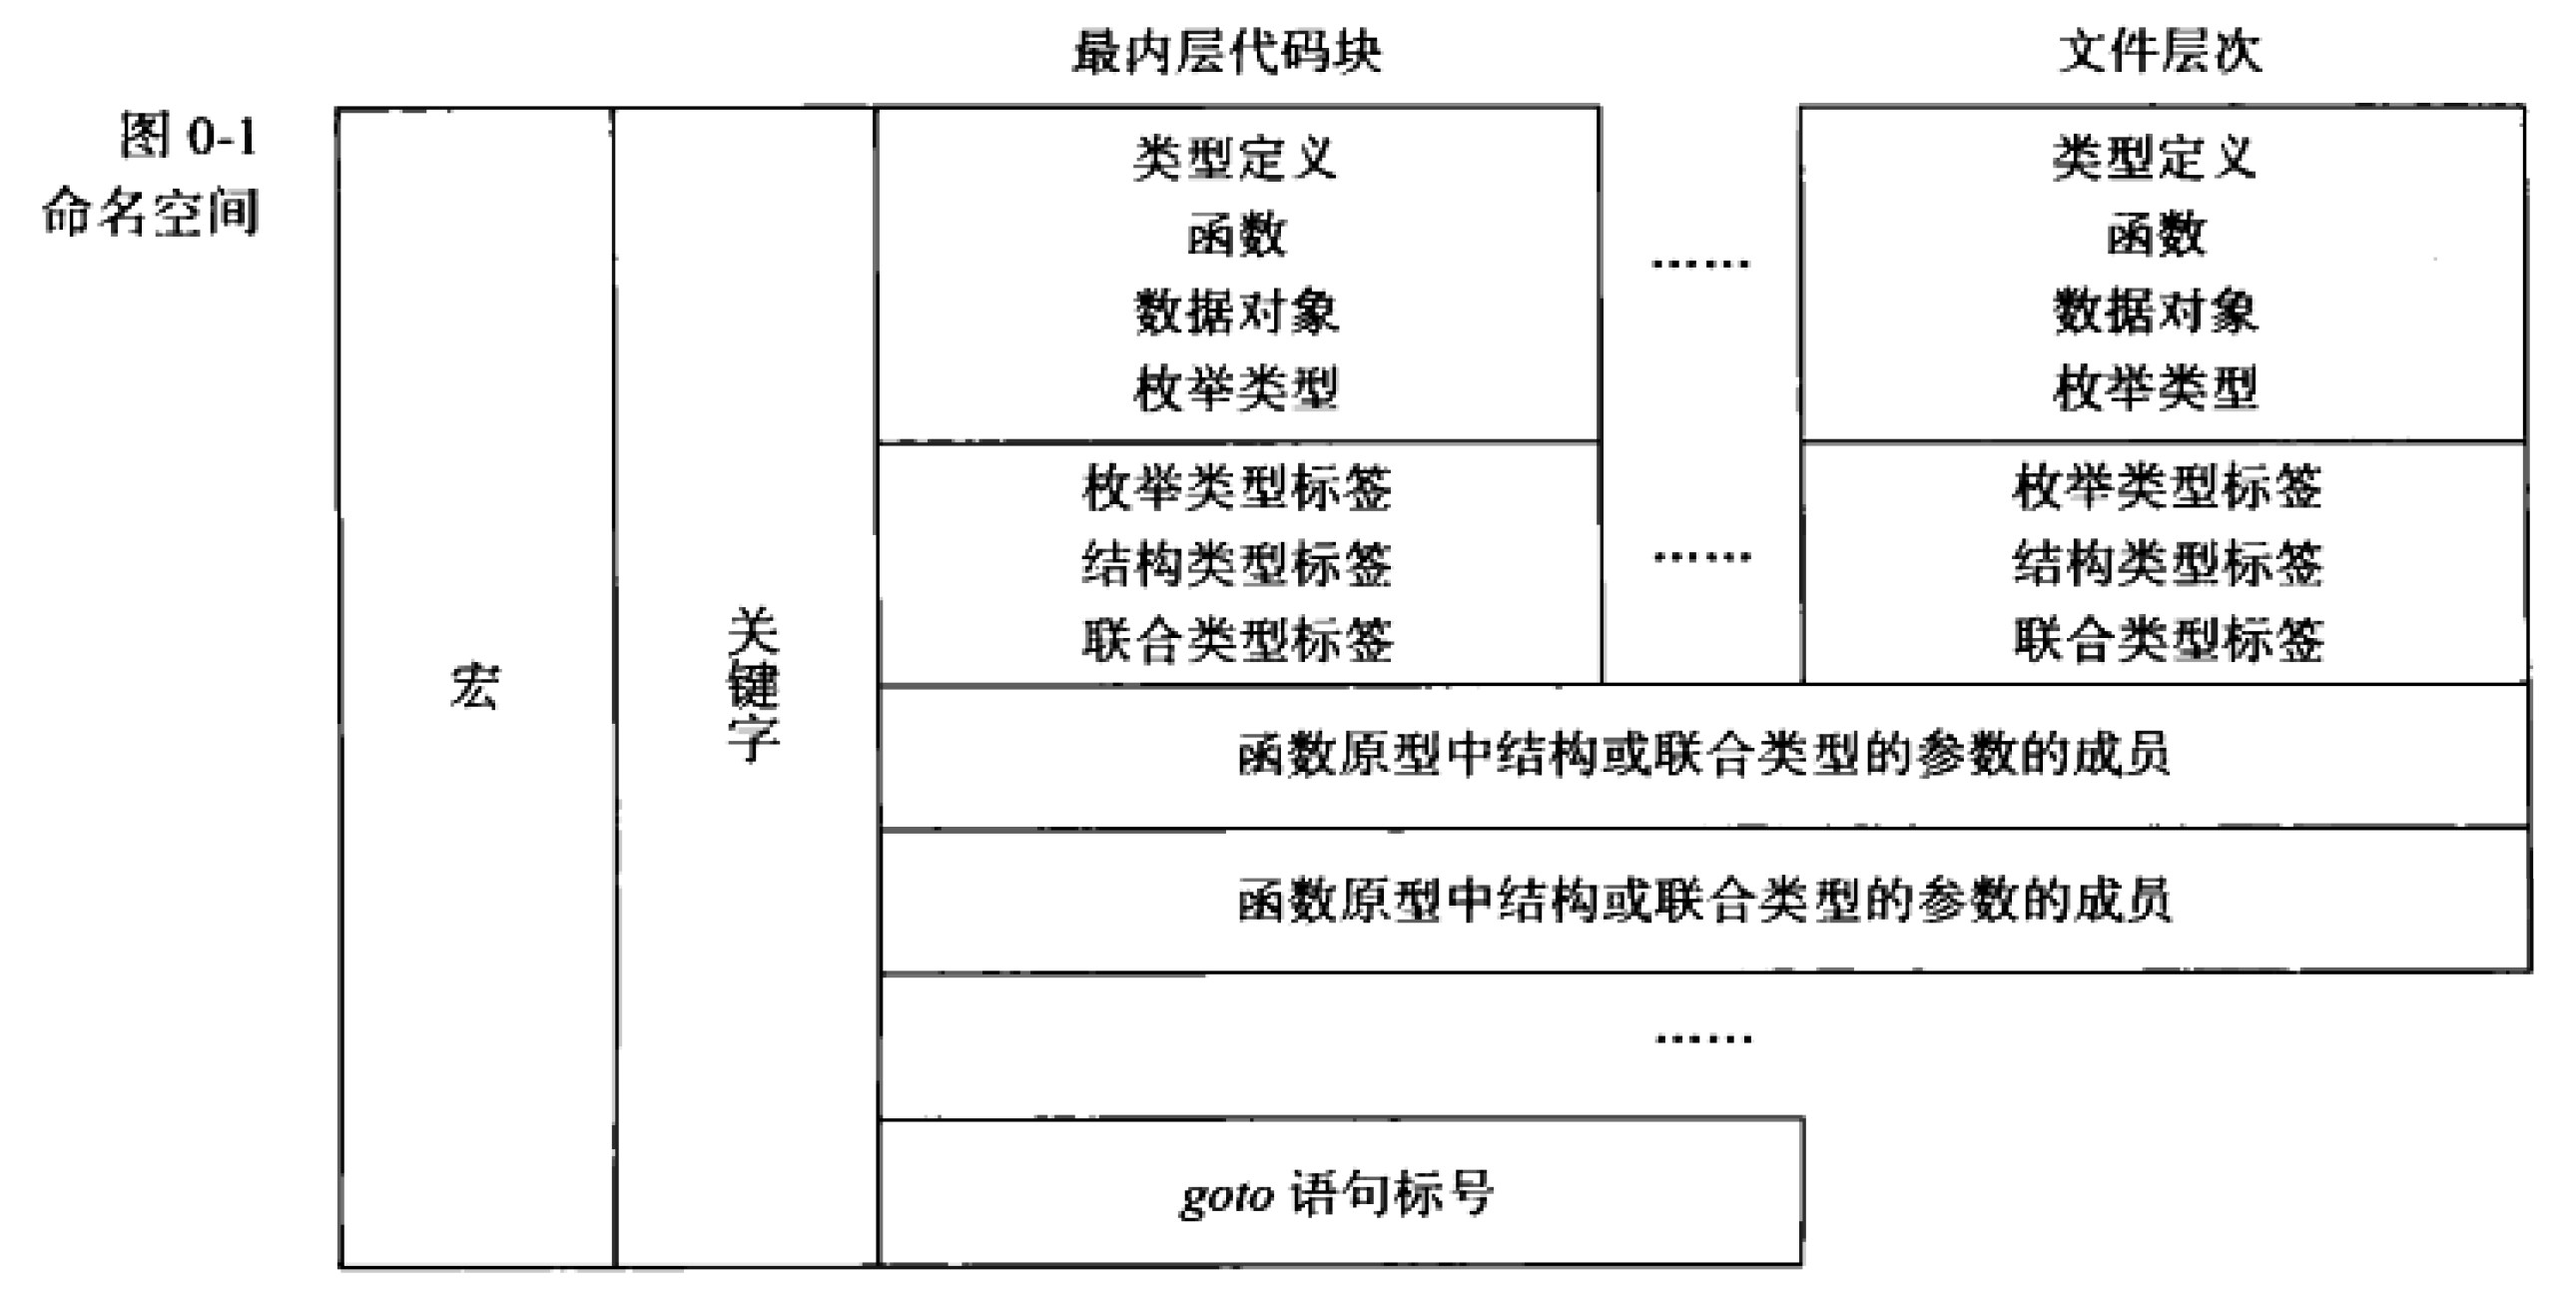 最内层代码块
文件层次
图 0-1
命名空间
宏
关键字
类型定义
函数
数据对象
枚举类型
……
类型定义
函数
数据对象
枚举类型
枚举类型标签
结构类型标签
联合类型标签
……
枚举类型标签
结构类型标签
联合类型标签
函数原型中结构或联合类型的参数的成员
函数原型中结构或联合类型的参数的成员
……
goto 语句标号